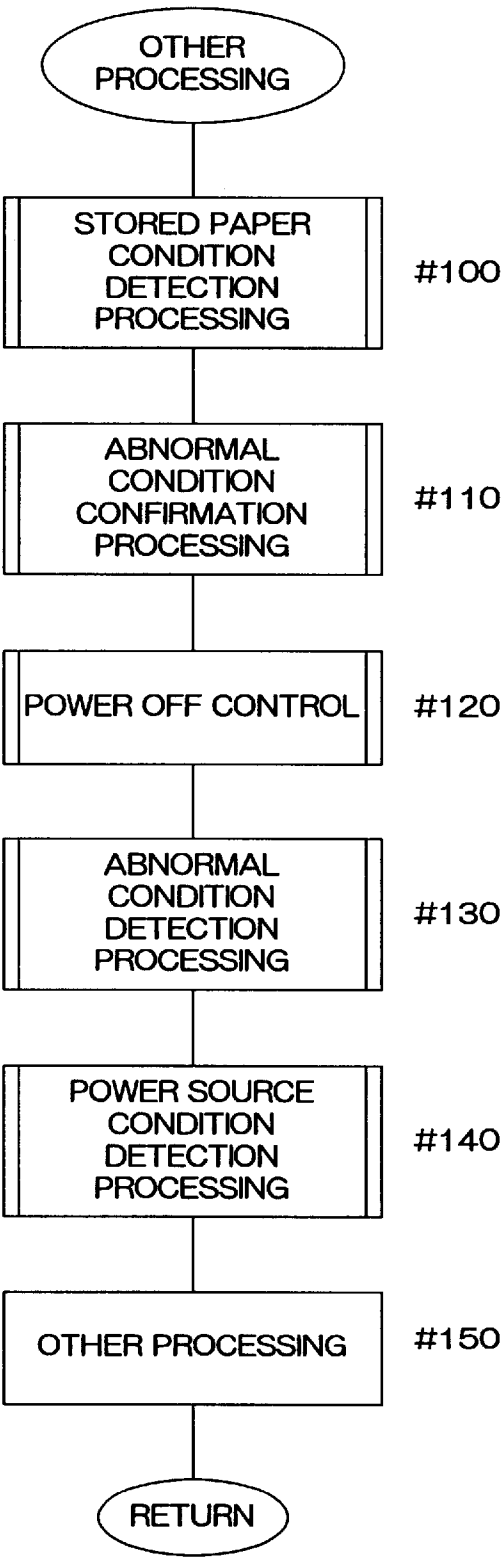 OTHER
PROCESSING
STORED PAPER
CONDITION
DETECTION
PROCESSING
#100
ABNORMAL
CONDITION
CONFIRMATION
PROCESSING
#110
POWER OFF CONTROL
#120
ABNORMAL
CONDITION
DETECTION
PROCESSING
#130
POWER SOURCE
CONDITION
DETECTION
PROCESSING
#140
OTHER PROCESSING
#150
RETURN